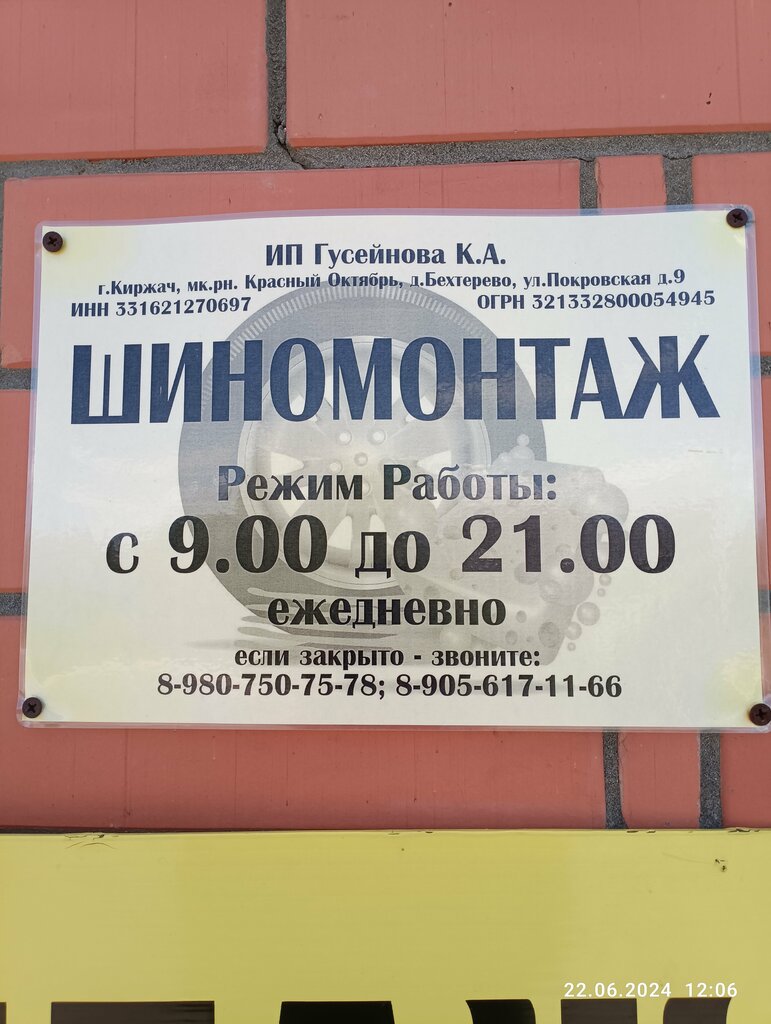 ИП Гусейнова К.А.
г.Киржач, мк.рн. Красный Октябрь, д.Бехтерево, ул.Покровская д.9
ИНН 331621270697 ОГРН 321332800054945
ШИНОМОНТАЖ
Режим Работы:
с 9.00 до 21.00
ежедневно
если закрыто - звоните:
8-980-750-75-78; 8-905-617-11-66
22.06.2024 12:06